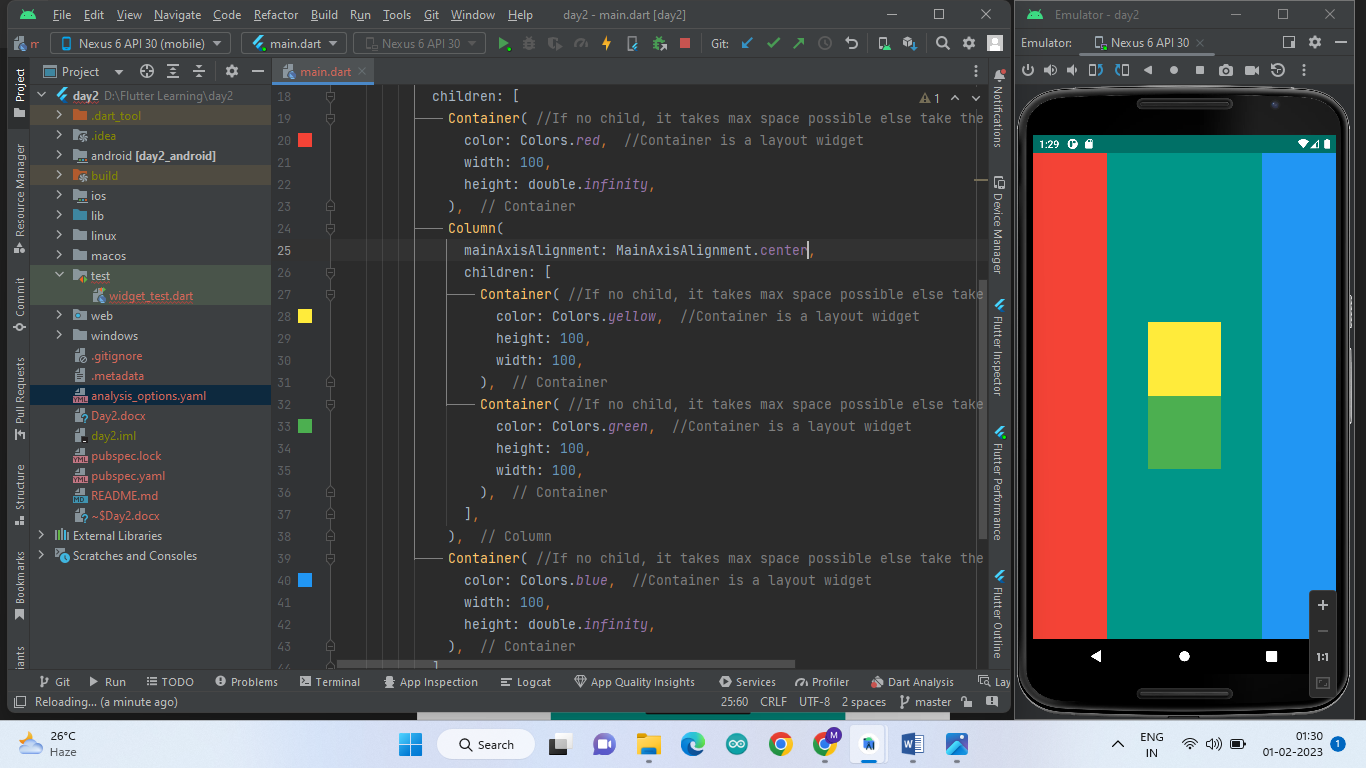 File Edit View Navigate Code Refactor Build Run Tools Git Window Help day2 - main.dart [day2]
Nexus 6 API 30 (mobile) main.dart Nexus 6 API 30 Git:
Project
main.dart
day2 D:\Flutter Learning\day2
.dart_tool
.idea
android [day2_android]
build
ios
lib
linux
macos
test
widget_test.dart
web
windows
.gitignore
.metadata
analysis_options.yaml
Day2.docx
day2.iml
pubspec.lock
pubspec.yaml
README.md
~$Day2.docx
External Libraries
Scratches and Consoles
Project
Resource Manager
Commit
Pull Requests
Structure
Bookmarks
1
18 children: [
19 Container( //If no child, it takes max space possible else take the
20 color: Colors.red, //Container is a layout widget
21 width: 100,
22 height: double.infinity,
23 ), // Container
24 Column(
25 mainAxisAlignment: MainAxisAlignment.center,
26 children: [
27 Container( //If no child, it takes max space possible else take
28 color: Colors.yellow, //Container is a layout widget
29 height: 100,
30 width: 100,
31 ), // Container
32 Container( //If no child, it takes max space possible else take
33 color: Colors.green, //Container is a layout widget
34 height: 100,
35 width: 100,
36 ), // Container
37 ],
38 ), // Column
39 Container( //If no child, it takes max space possible else take the
40 color: Colors.blue, //Container is a layout widget
41 width: 100,
42 height: double.infinity,
43 ), // Container
Notifications
Device Manager
Flutter Inspector
Flutter Performance
Flutter Outline
Git Run TODO Problems Terminal App Inspection Logcat App Quality Insights Services Profiler Dart Analysis Lay
Reloading... (a minute ago) 25:60 CRLF UTF-8 2 spaces master
Emulator - day2
Emulator: Nexus 6 API 30
1:29
1:1
26°C
Haze
Search
M
ENG
IN
01:30
01-02-2023
1